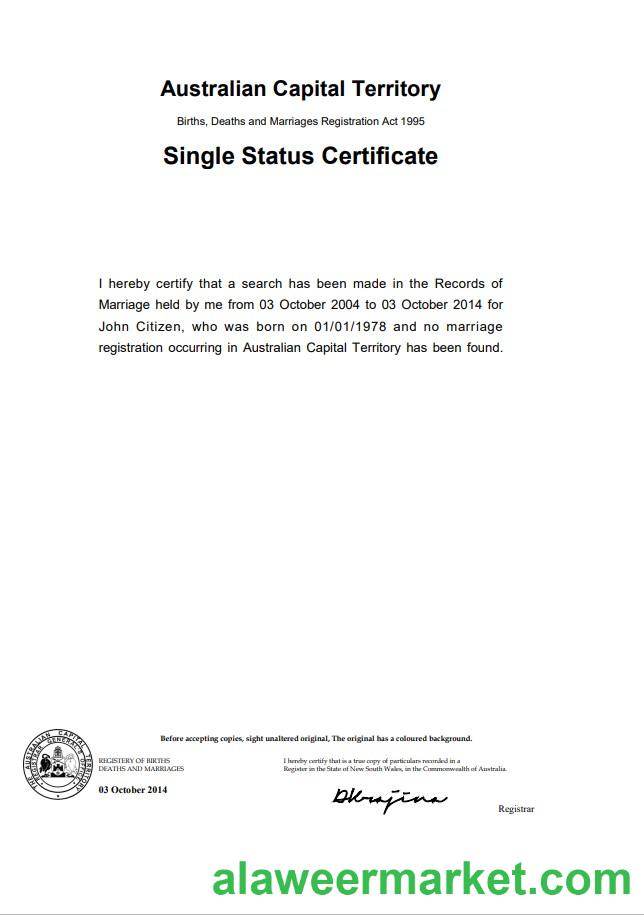 Australian Capital Territory
Births, Deaths and Marriages Registration Act 1995
Single Status Certificate
I hereby certify that a search has been made in the Records of
Marriage held by me from 03 October 2004 to 03 October 2014 for
John Citizen, who was born on 01/01/1978 and no marriage
registration occurring in Australian Capital Territory has been found.
Before accepting copies, sight unaltered original, The original has a coloured background.
AUSTRALIAN CAPITAL TERRITORY
THE REGISTRAR GENERAL'S OFFICE
REGISTERY OF BIRTHS
DEATHS AND MARRIAGES
03 October 2014
I hereby certify that is a true copy of particulars recorded in a
Register in the State of New South Wales, in the Commonwealth of Australia.
Registrar
alaweermarket.com